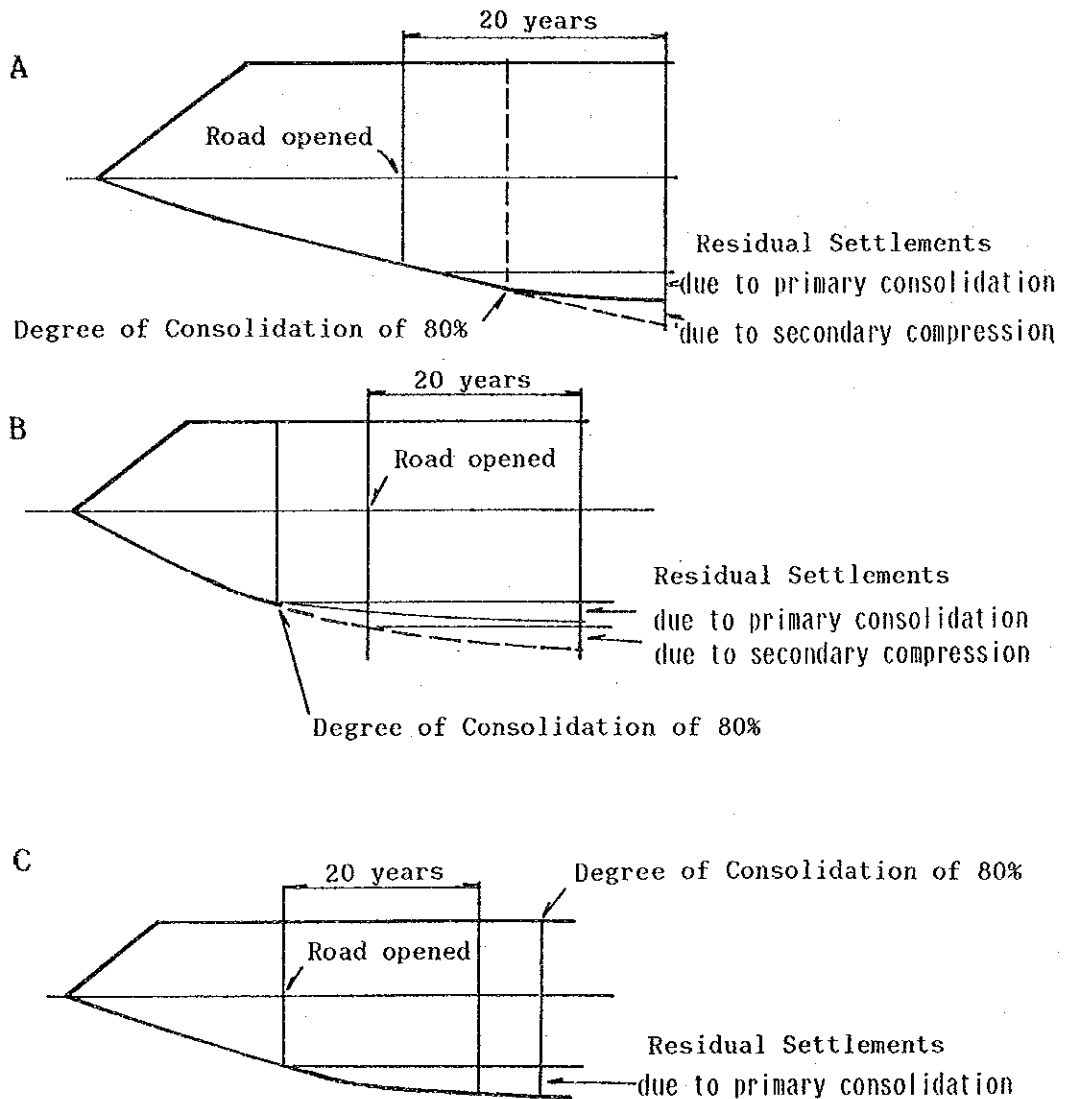 20 years
A
Road opened
Residual Settlements
due to primary consolidation
due to secondary compression
Degree of Consolidation of 80%
20 years
B
Road opened
Residual Settlements
due to primary consolidation
due to secondary compression
Degree of Consolidation of 80%
C
20 years
Degree of Consolidation of 80%
Road opened
Residual Settlements
due to primary consolidation